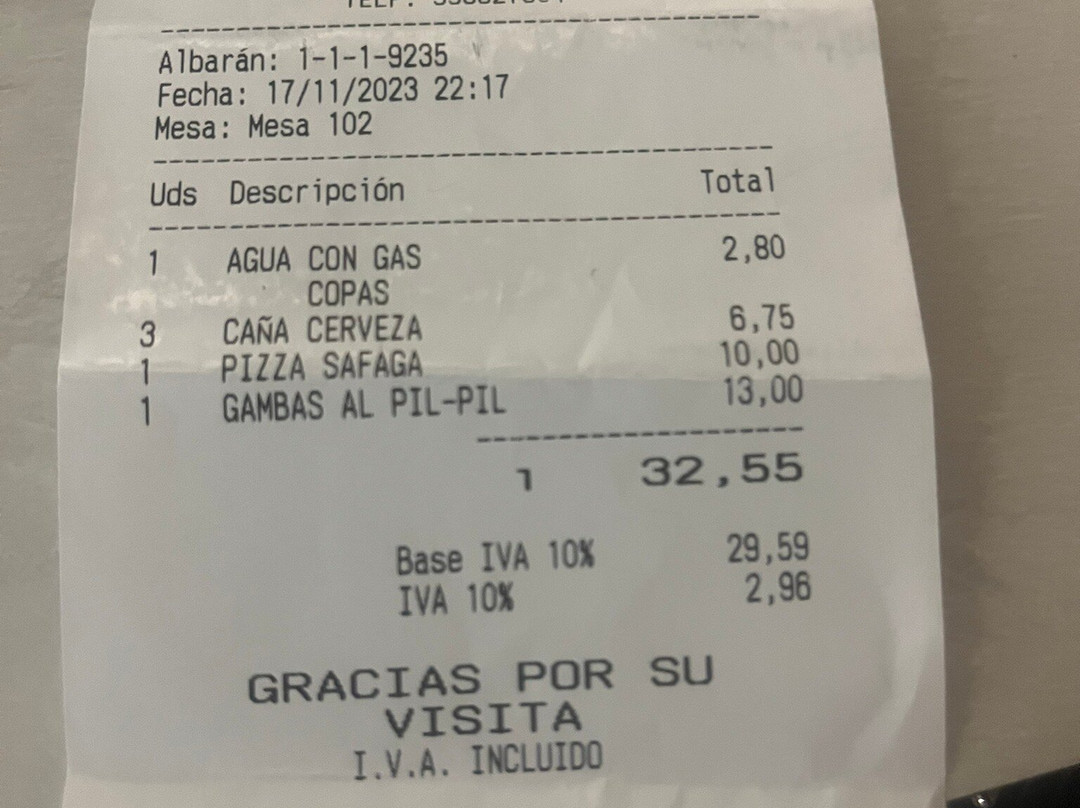 Albarán: 1-1-1-9235
Fecha: 17/11/2023 22:17
Mesa: Mesa 102
Uds Descripción Total
1 AGUA CON GAS 2,80
COPAS
3 CAÑA CERVEZA 6,75
1 PIZZA SAFAGA 10,00
1 GAMBAS AL PIL-PIL 13,00
1 32,55
Base IVA 10% 29,59
IVA 10% 2,96
GRACIAS POR SU
VISITA
I.V.A. INCLUIDO